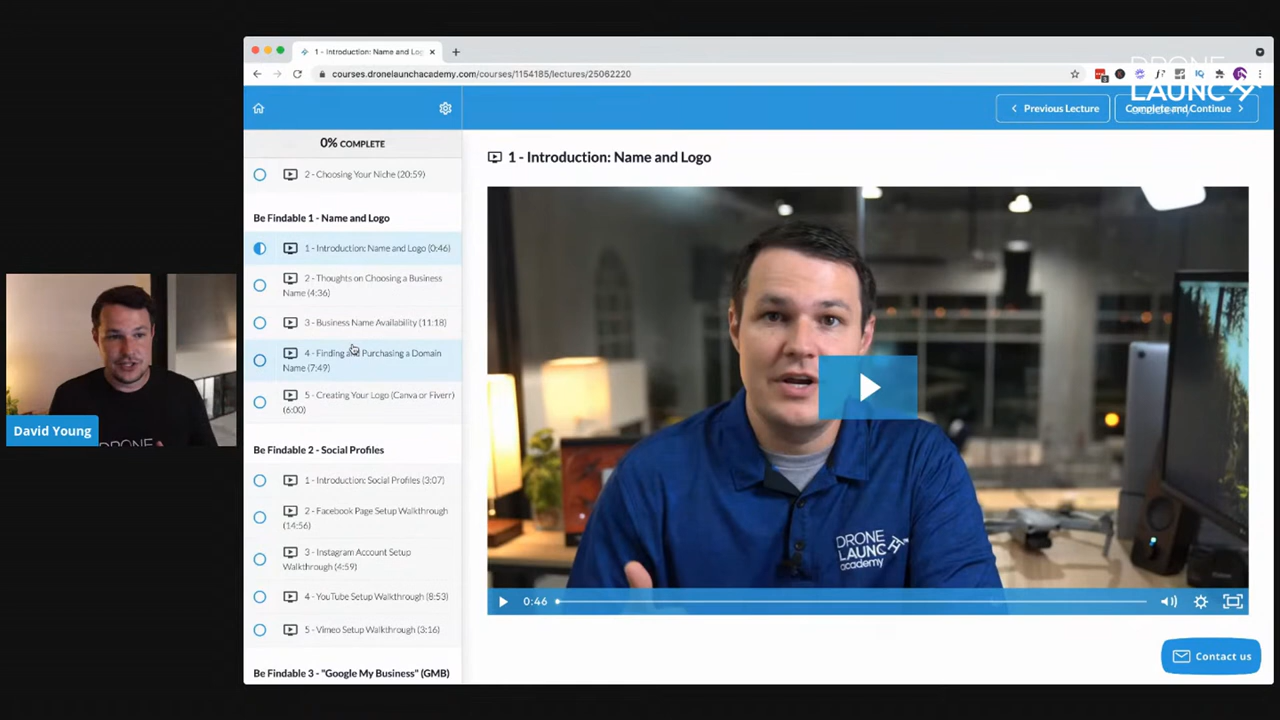 1 - Introduction: Name and Log
courses.dronelaunchacademy.com/courses/1154185/lectures/25062220
DRONE
LAUNCH
academy
Previous Lecture
Complete and Continue
0% COMPLETE
2 - Choosing Your Niche (20:59)
Be Findable 1 - Name and Logo
1 - Introduction: Name and Logo (0:46)
2 - Thoughts on Choosing a Business
Name (4:36)
3 - Business Name Availability (11:18)
4 - Finding and Purchasing a Domain
Name (7:49)
5 - Creating Your Logo (Canva or Fiverr)
(6:00)
Be Findable 2 - Social Profiles
1 - Introduction: Social Profiles (3:07)
2 - Facebook Page Setup Walkthrough
(14:56)
3 - Instagram Account Setup
Walkthrough (4:59)
4 - YouTube Setup Walkthrough (8:53)
5 - Vimeo Setup Walkthrough (3:16)
Be Findable 3 - "Google My Business" (GMB)
1 - Introduction: Name and Logo
DRONE
LAUNCH
academy
0:46
Contact us
David Young
DRONE